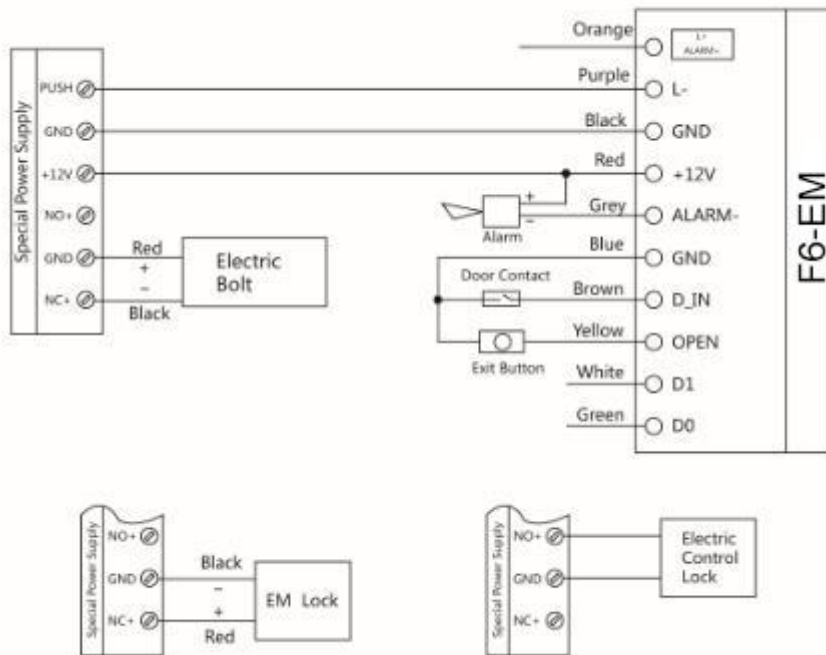 Special Power Supply
PUSH
GND
+12V
NO+
GND
NC+
Red
+
−
Black
Electric
Bolt
Orange
L+
ALARM+
Purple
L-
Black
GND
Red
+12V
+
−
Alarm
Grey
ALARM-
Blue
GND
Door Contact
Brown
D_IN
Yellow
OPEN
Exit Button
White
D1
Green
D0
F6-EM
Special Power Supply
NO+
GND
NC+
Black
−
+
Red
EM Lock
Special Power Supply
NO+
GND
NC+
Electric
Control
Lock